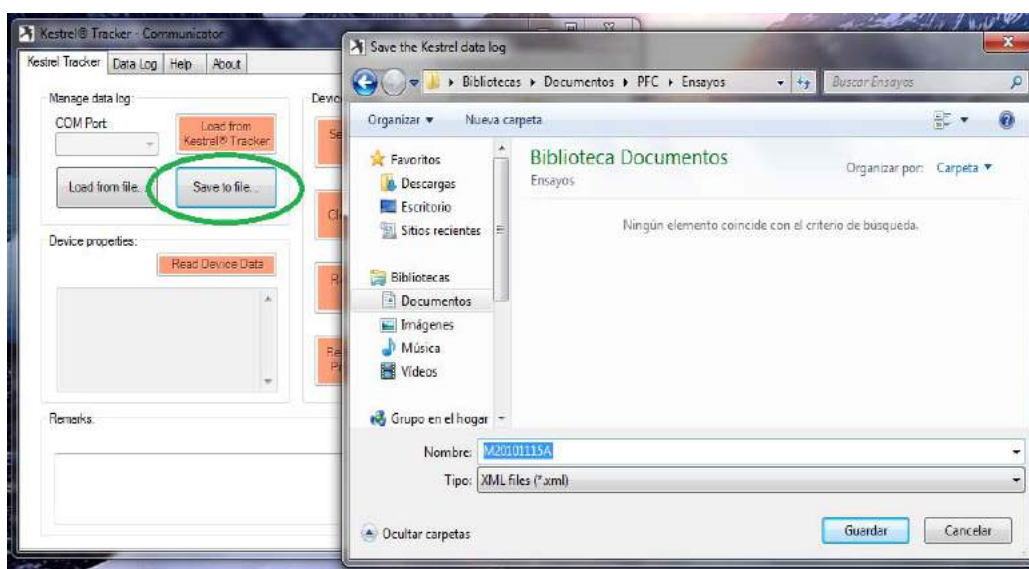 Kestrel® Tracker - Communicator
Kestrel Tracker Data Log Help About
Manage data log:
COM Port
Load from
Kestrel® Tracker
Load from file... Save to file...
Device properties:
Read Device Data
Remarks:
Save the Kestrel data log
Bibliotecas Documentos PFC Ensayos
Buscar Ensayos
Organizar Nueva carpeta
Favoritos
Descargas
Escritorio
Sitios recientes
Bibliotecas
Documentos
Imágenes
Música
Vídeos
Grupo en el hogar
Biblioteca Documentos
Ensayos
Organizar por: Carpeta
Ningún elemento coincide con el criterio de búsqueda.
Nombre: M20101115A
Tipo: XML files (*.xml)
Ocultar carpetas
Guardar Cancelar